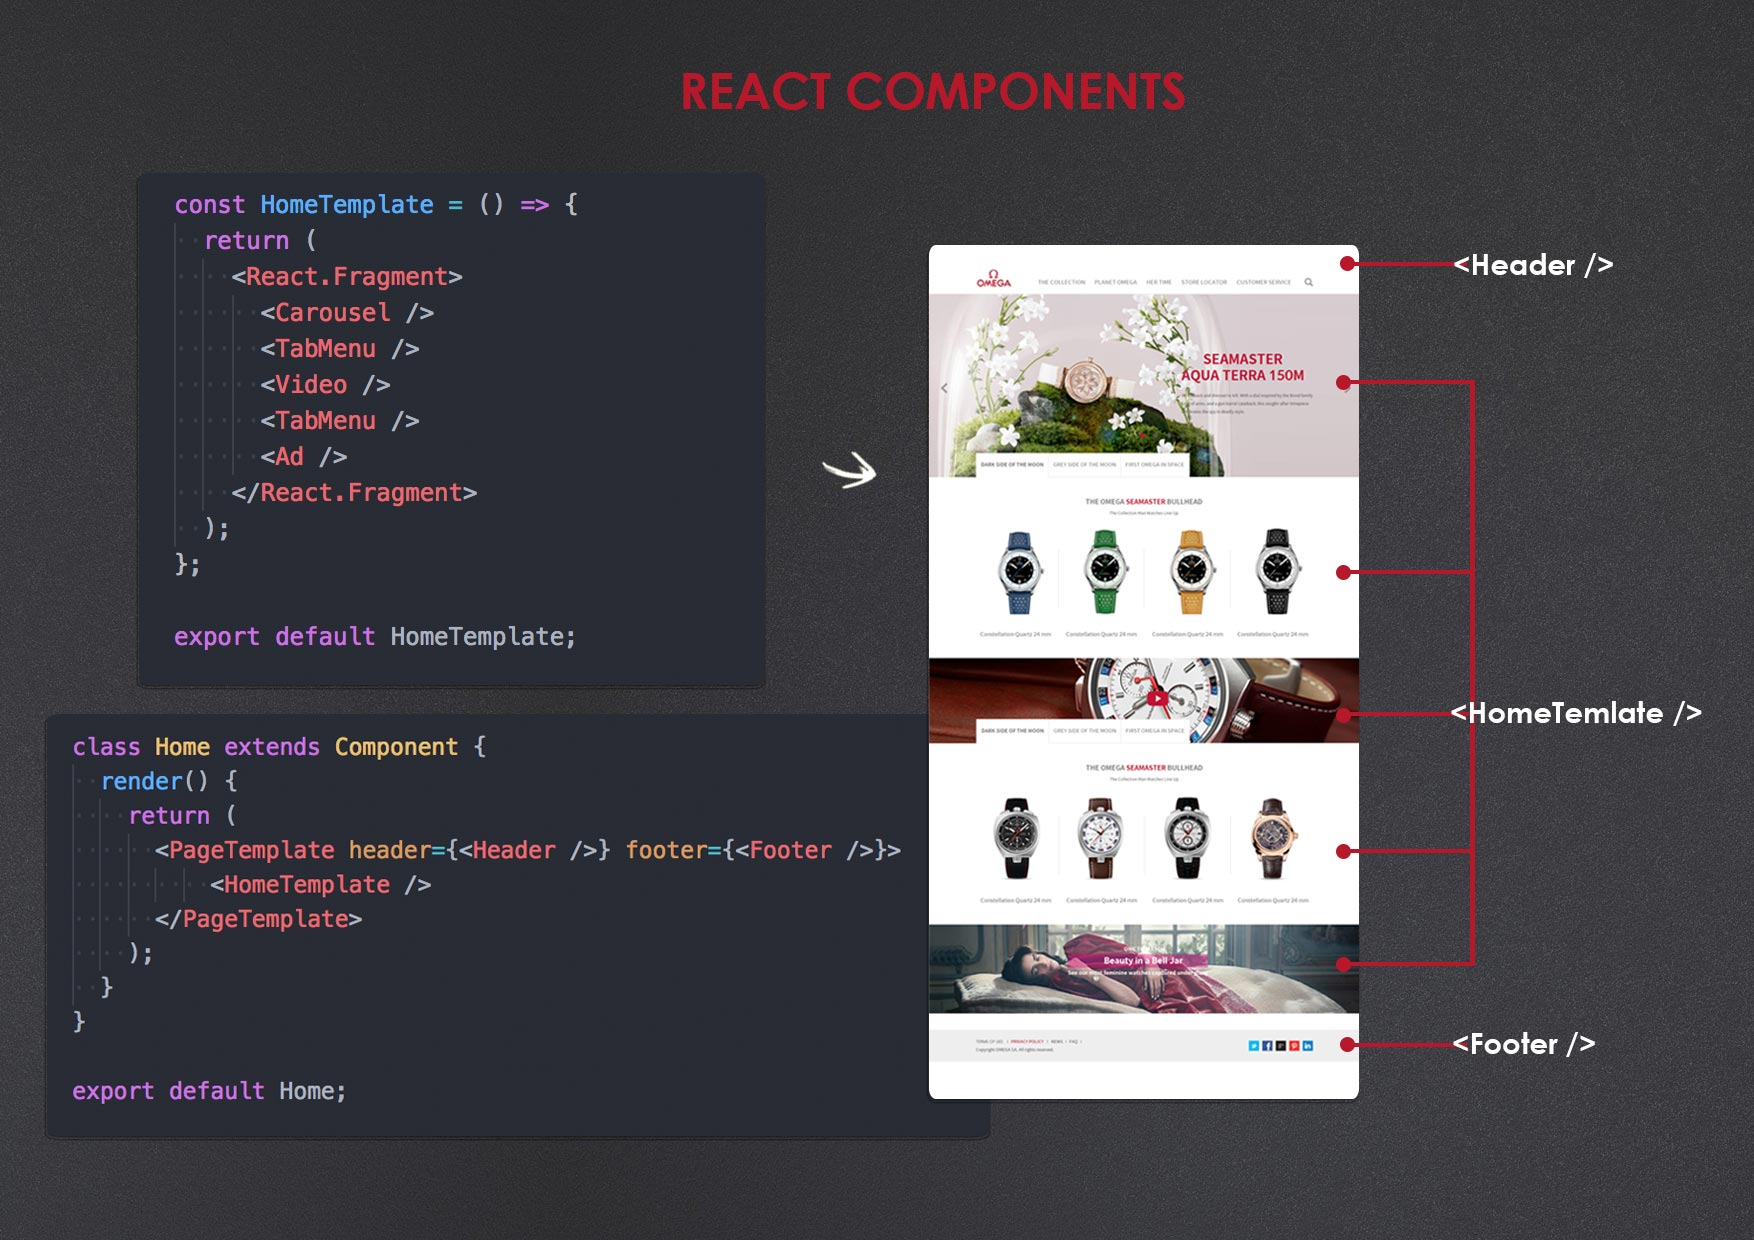 REACT COMPONENTS
const HomeTemplate = () => {
return (
<React.Fragment>
<Carousel />
<TabMenu />
<Video />
<TabMenu />
<Ad />
</React.Fragment>
);
};
export default HomeTemplate;
class Home extends Component {
render() {
return (
<PageTemplate header={<Header />} footer={<Footer />}>
<HomeTemplate />
</PageTemplate>
);
}
}
export default Home;
OMEGA
THE COLLECTION PLANET OMEGA HER TIME STORE LOCATOR CUSTOMER SERVICE
SEAMASTER
AQUA TERRA 150M
DARK SIDE OF THE MOON GREY SIDE OF THE MOON FIRST OMEGA IN SPACE
THE OMEGA SEAMASTER BULLHEAD
The Collection Man Watches Line Up
Constellation Quartz 24 mm Constellation Quartz 24 mm Constellation Quartz 24 mm Constellation Quartz 24 mm
DARK SIDE OF THE MOON GREY SIDE OF THE MOON FIRST OMEGA IN SPACE
THE OMEGA SEAMASTER BULLHEAD
The Collection Man Watches Line Up
Constellation Quartz 24 mm Constellation Quartz 24 mm Constellation Quartz 24 mm Constellation Quartz 24 mm
Beauty in a Bell Jar
See our most feminine watches captured under glass
TERMS OF USE | PRIVACY POLICY | NEWS | FAQ |
Copyright OMEGA SA. All rights reserved.
<Header />
<HomeTemlate />
<Footer />